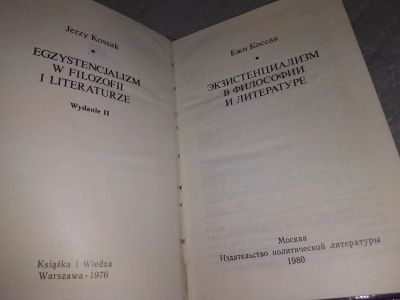 Jerzy Kossak
EGZYSTENCJALIZM
W FILOZOFII
I LITERATURZE
Wydanie II
Książka i Wiedza
Warszawa · 1976
Ежи Коссак
ЭКЗИСТЕНЦИАЛИЗМ
В ФИЛОСОФИИ
И ЛИТЕРАТУРЕ
Москва
Издательство политической литературы
1980